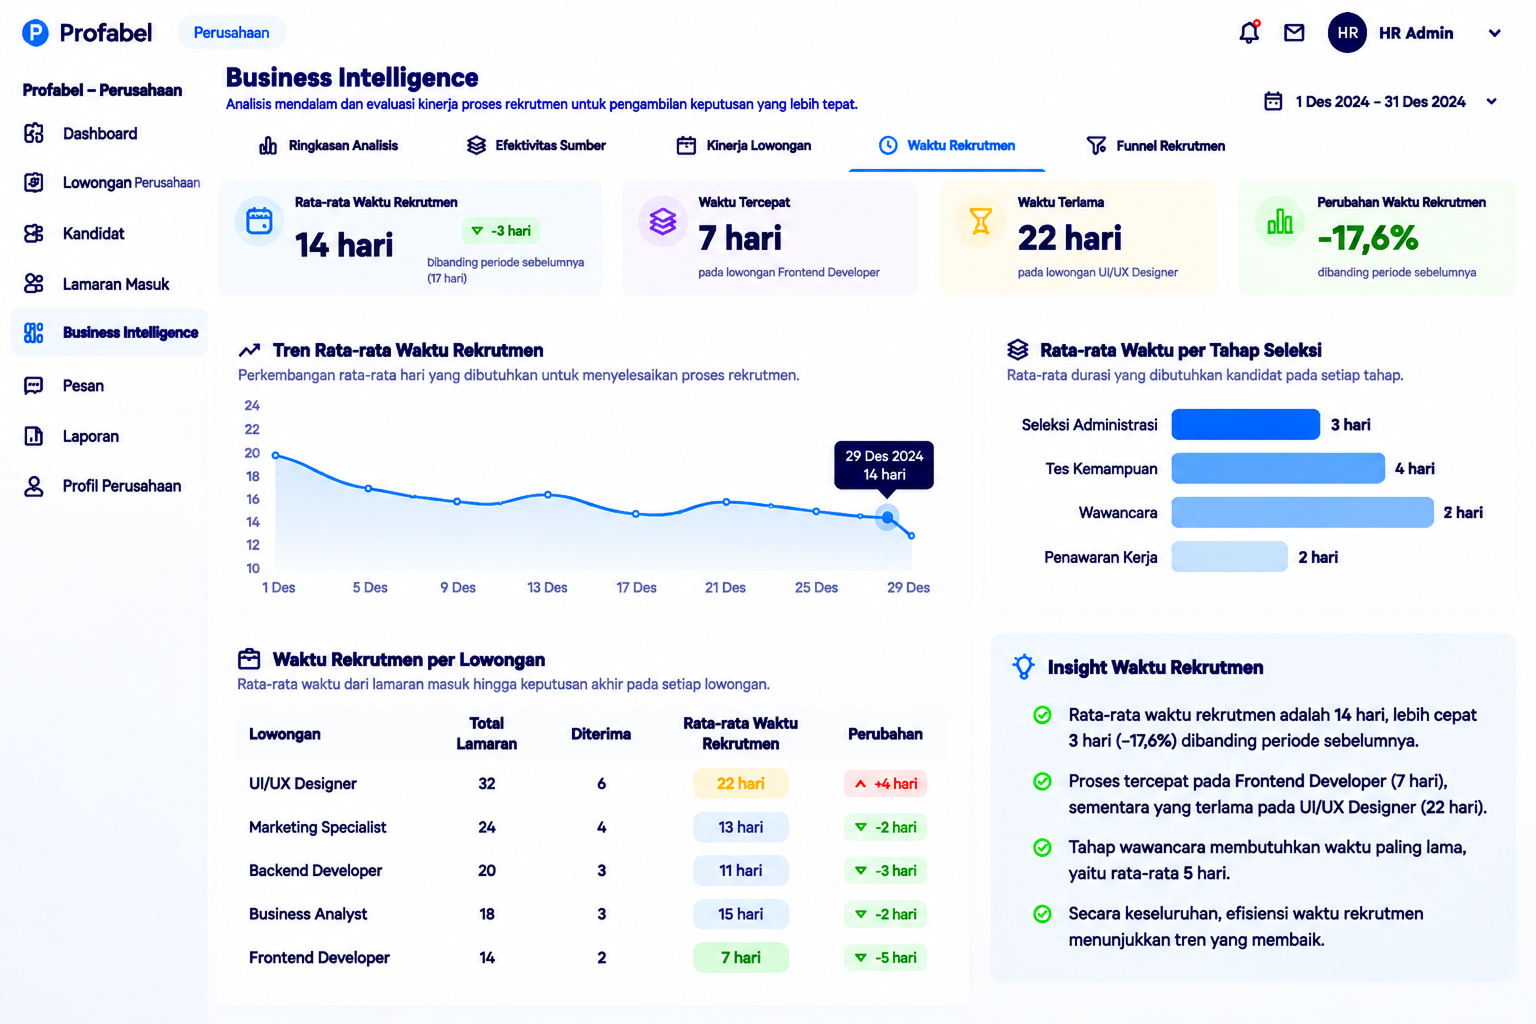 Profabel
Perusahaan
HR
HR Admin
Profabel – Perusahaan
Dashboard
Lowongan Perusahaan
Kandidat
Lamaran Masuk
Business Intelligence
Pesan
Laporan
Profil Perusahaan
Business Intelligence
Analisis mendalam dan evaluasi kinerja proses rekrutmen untuk pengambilan keputusan yang lebih tepat.
1 Des 2024 – 31 Des 2024
Ringkasan Analisis
Efektivitas Sumber
Kinerja Lowongan
Waktu Rekrutmen
Funnel Rekrutmen
Rata-rata Waktu Rekrutmen
14 hari
-3 hari
Dibanding periode sebelumnya
(17 hari)
Waktu Tercepat
7 hari
pada lowongan Frontend Developer
Waktu Terlama
22 hari
pada lowongan UI/UX Designer
Perubahan Waktu Rekrutmen
-17,6%
dibanding periode sebelumnya
Tren Rata-rata Waktu Rekrutmen
Perkembangan rata-rata hari yang dibutuhkan untuk menyelesaikan proses rekrutmen.
24
22
20
18
16
14
12
10
29 Des 2024
14 hari
1 Des
5 Des
9 Des
13 Des
17 Des
21 Des
25 Des
29 Des
Rata-rata Waktu per Tahap Seleksi
Rata-rata durasi yang dibutuhkan kandidat pada setiap tahap.
Seleksi Administrasi 3 hari
Tes Kemampuan 4 hari
Wawancara 2 hari
Penawaran Kerja 2 hari
Waktu Rekrutmen per Lowongan
Rata-rata waktu dari lamaran masuk hingga keputusan akhir pada setiap lowongan.
Lowongan
Total
Lamaran
Diterima
Rata-rata Waktu
Rekrutmen
Perubahan
UI/UX Designer 32 6 22 hari +4 hari
Marketing Specialist 24 4 13 hari -2 hari
Backend Developer 20 3 11 hari -3 hari
Business Analyst 18 3 15 hari -2 hari
Frontend Developer 14 2 7 hari -5 hari
Insight Waktu Rekrutmen
Rata-rata waktu rekrutmen adalah 14 hari, lebih cepat
3 hari (–17,6%) dibanding periode sebelumnya.
Proses tercepat pada Frontend Developer (7 hari),
sementara yang terlama pada UI/UX Designer (22 hari).
Tahap wawancara membutuhkan waktu paling lama,
yaitu rata-rata 5 hari.
Secara keseluruhan, efisiensi waktu rekrutmen
menunjukkan tren yang membaik.